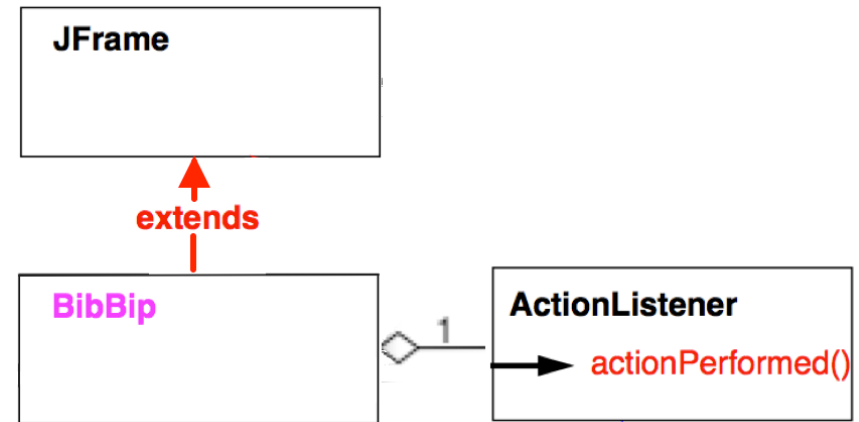 JFrame
extends
BibBip
1
ActionListener
actionPerformed()